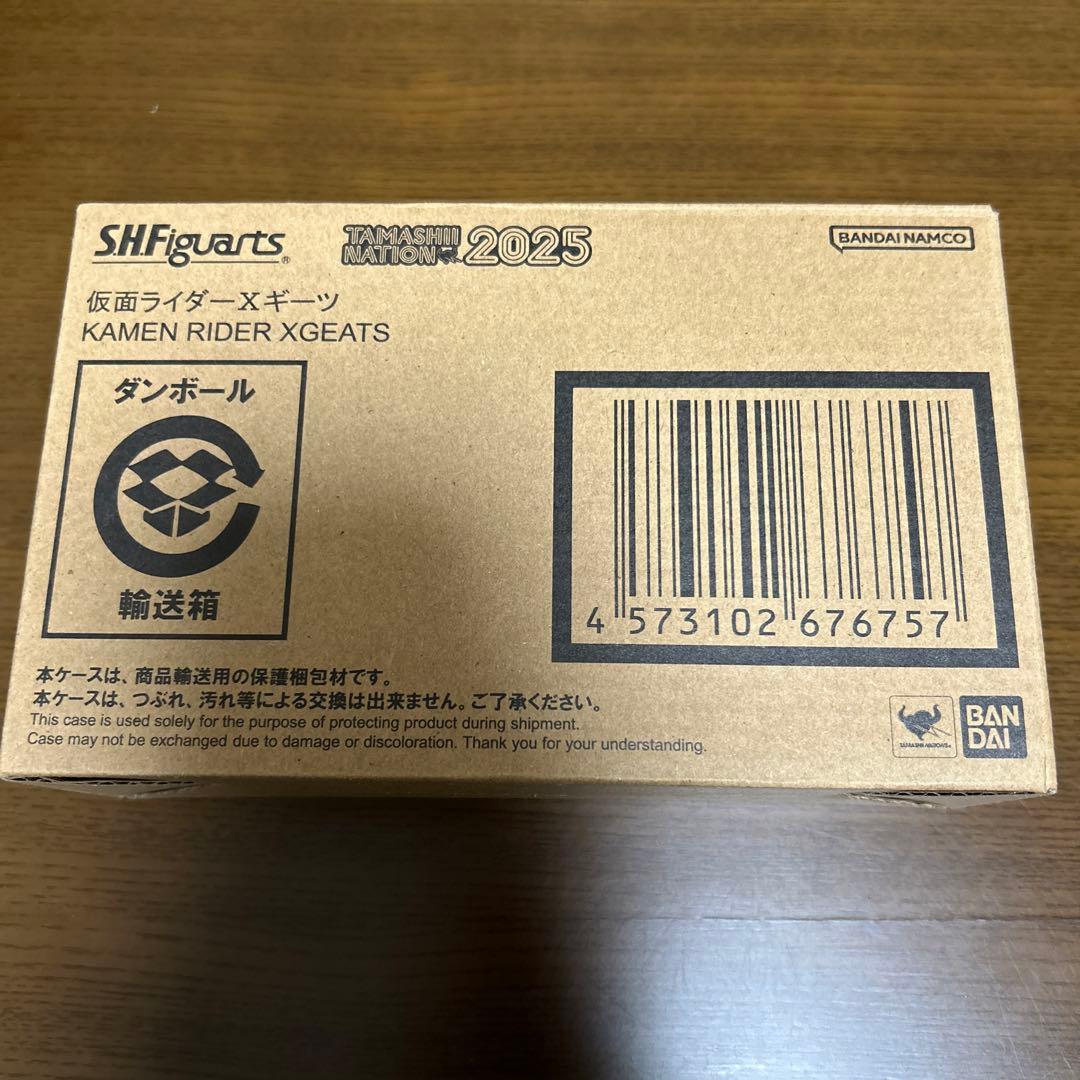 S.H.Figuarts®
TAMASHII NATION 2025
BANDAI NAMCO
仮面ライダーXギーツ
KAMEN RIDER XGEATS
ダンボール
輸送箱
4 573102 676757
本ケースは、商品輸送用の保護梱包材です。
本ケースは、つぶれ、汚れ等による交換は出来ません。ご了承ください。
This case is used solely for the purpose of protecting product during shipment.
Case may not be exchanged due to damage or discoloration. Thank you for your understanding.
TAMASHII NATIONS
BAN
DAI